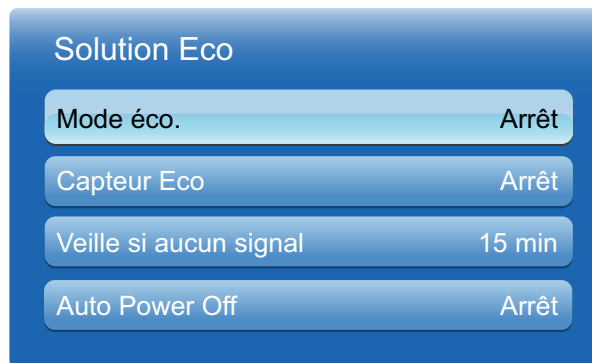 Solution Eco
Mode éco. Arrêt
Capteur Eco Arrêt
Veille si aucun signal 15 min
Auto Power Off Arrêt